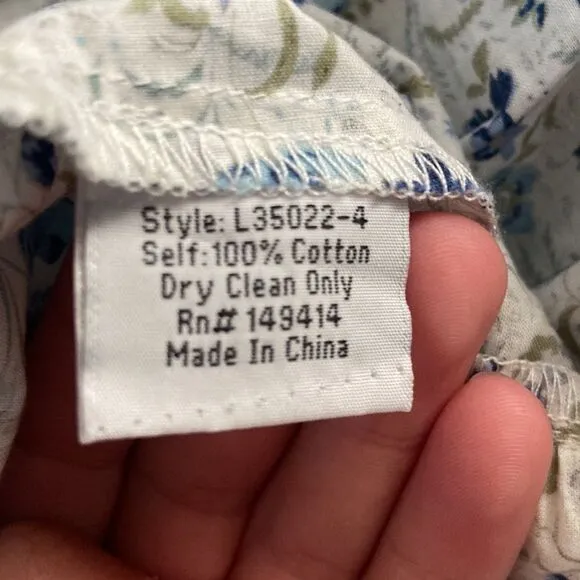 Style: L35022-4
Self:100% Cotton
Dry Clean Only
Rn# 149414
Made In China